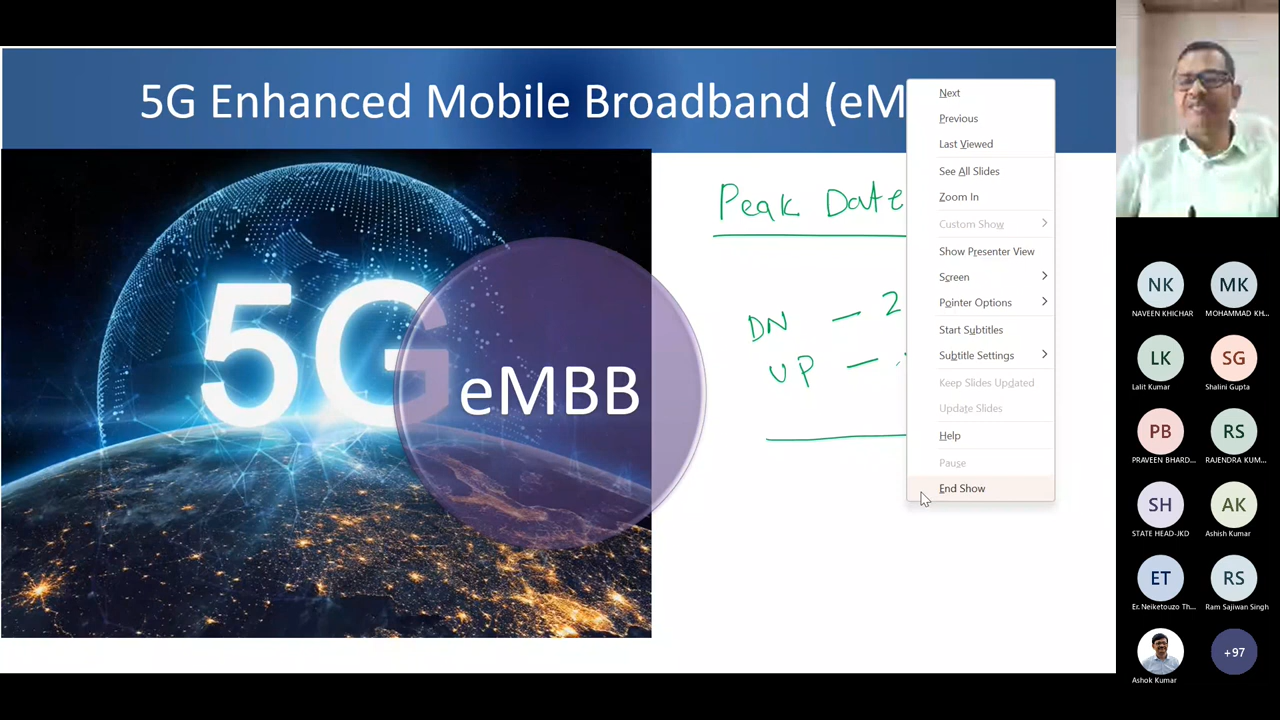 5G Enhanced Mobile Broadband (eM
5G
eMBB
Peak Date
DN – 2
UP –
Next
Previous
Last Viewed
See All Slides
Zoom In
Custom Show
Show Presenter View
Screen
Pointer Options
Start Subtitles
Subtitle Settings
Keep Slides Updated
Update Slides
Help
Pause
End Show
NK
MK
NAVEEN KHICHAR
MOHAMMAD KH...
LK
SG
Lalit Kumar
Shalini Gupta
PB
RS
PRAVEEN BHARD...
RAJENDRA KUM...
SH
AK
STATE HEAD-JKD
Ashish Kumar
ET
RS
Er. Neiketouzo Th...
Ram Sajiwan Singh
+97
Ashok Kumar